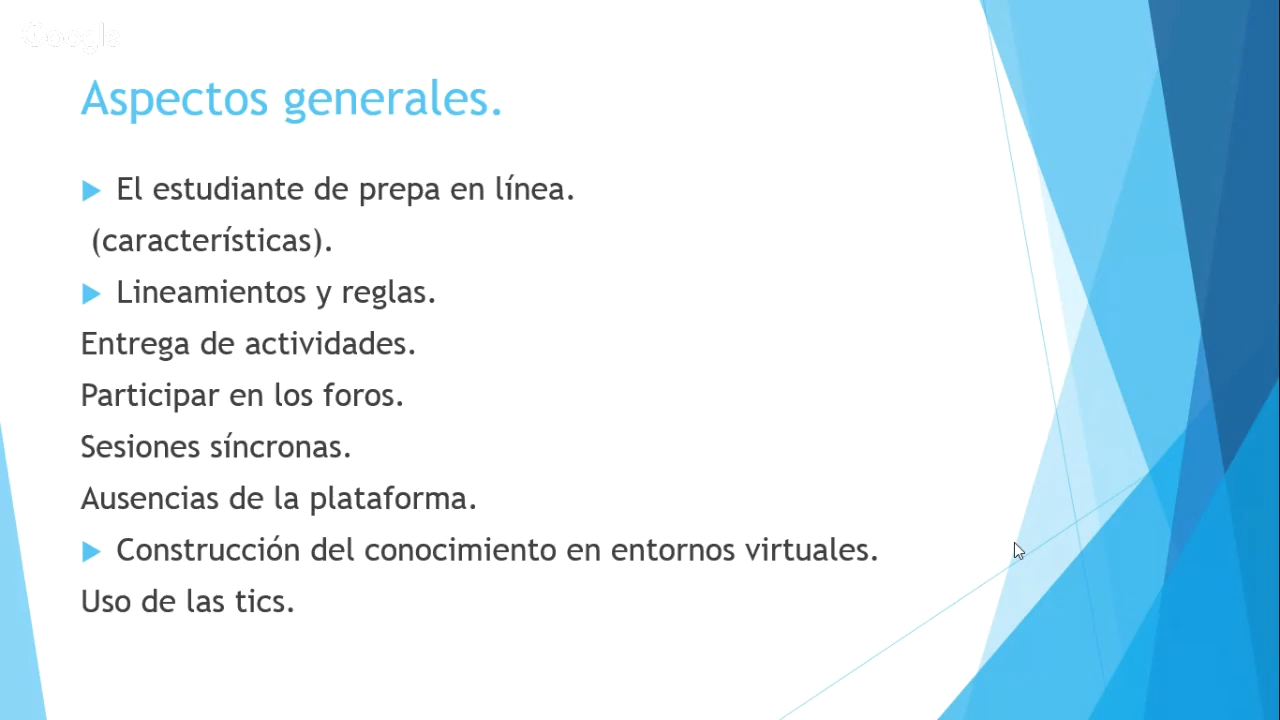 Google
Aspectos generales.
El estudiante de prepa en línea.
(características).
Lineamientos y reglas.
Entrega de actividades.
Participar en los foros.
Sesiones síncronas.
Ausencias de la plataforma.
Construcción del conocimiento en entornos virtuales.
Uso de las tics.